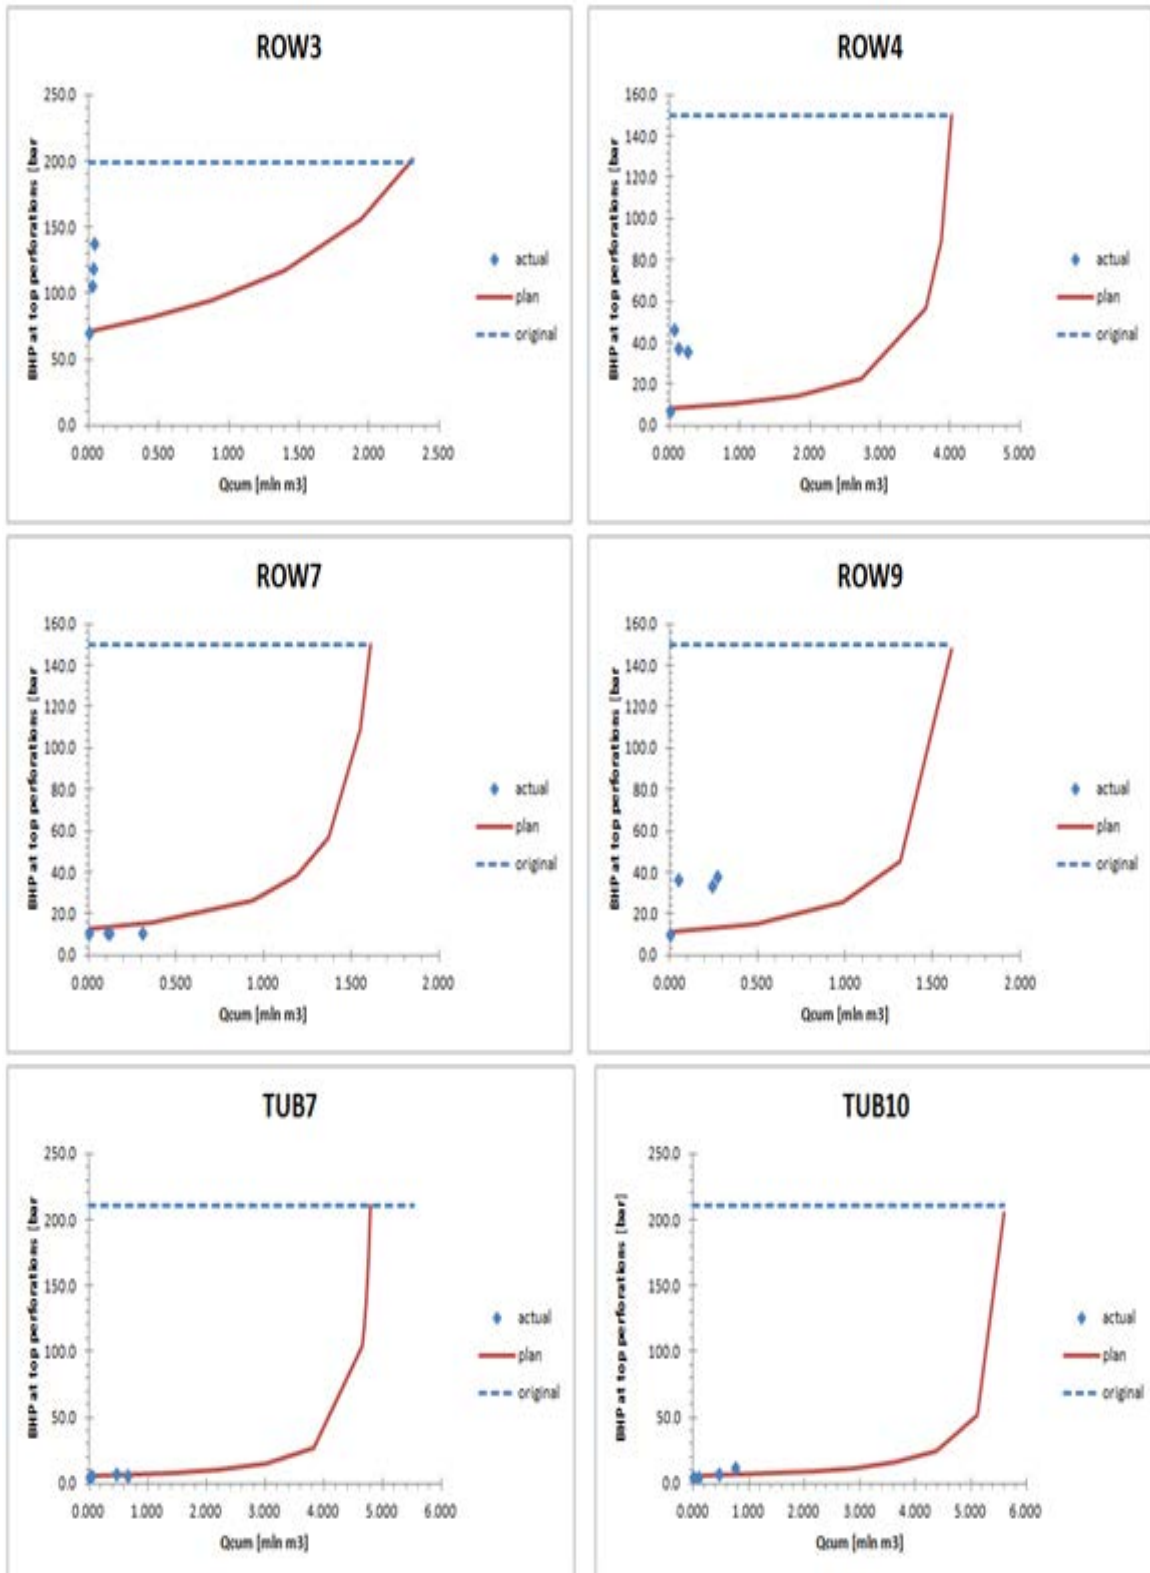 ROW3
250.0
200.0
150.0
100.0
50.0
0.0
BHP at top perforations [bar
0.000 0.500 1.000 1.500 2.000 2.500
Qcum [mln m3]
actual
plan
original
ROW4
160.0
140.0
120.0
100.0
80.0
60.0
40.0
20.0
0.0
BHP at top perforations [bar
0.000 1.000 2.000 3.000 4.000 5.000
Qcum [mln m3]
actual
plan
original
ROW7
160.0
140.0
120.0
100.0
80.0
60.0
40.0
20.0
0.0
BHP at top perforations [bar
0.000 0.500 1.000 1.500 2.000
Qcum [mln m3]
actual
plan
original
ROW9
160.0
140.0
120.0
100.0
80.0
60.0
40.0
20.0
0.0
BHP at top perforations [bar
0.000 0.500 1.000 1.500 2.000
Qcum [mln m3]
actual
plan
original
TUB7
250.0
200.0
150.0
100.0
50.0
0.0
BHP at top perforations [bar
0.000 1.000 2.000 3.000 4.000 5.000 6.000
Qcum [mln m3]
actual
plan
original
TUB10
250.0
200.0
150.0
100.0
50.0
0.0
BHP at top perforations [bar]
0.000 1.000 2.000 3.000 4.000 5.000 6.000
Qcum [mln m3]
actual
plan
original